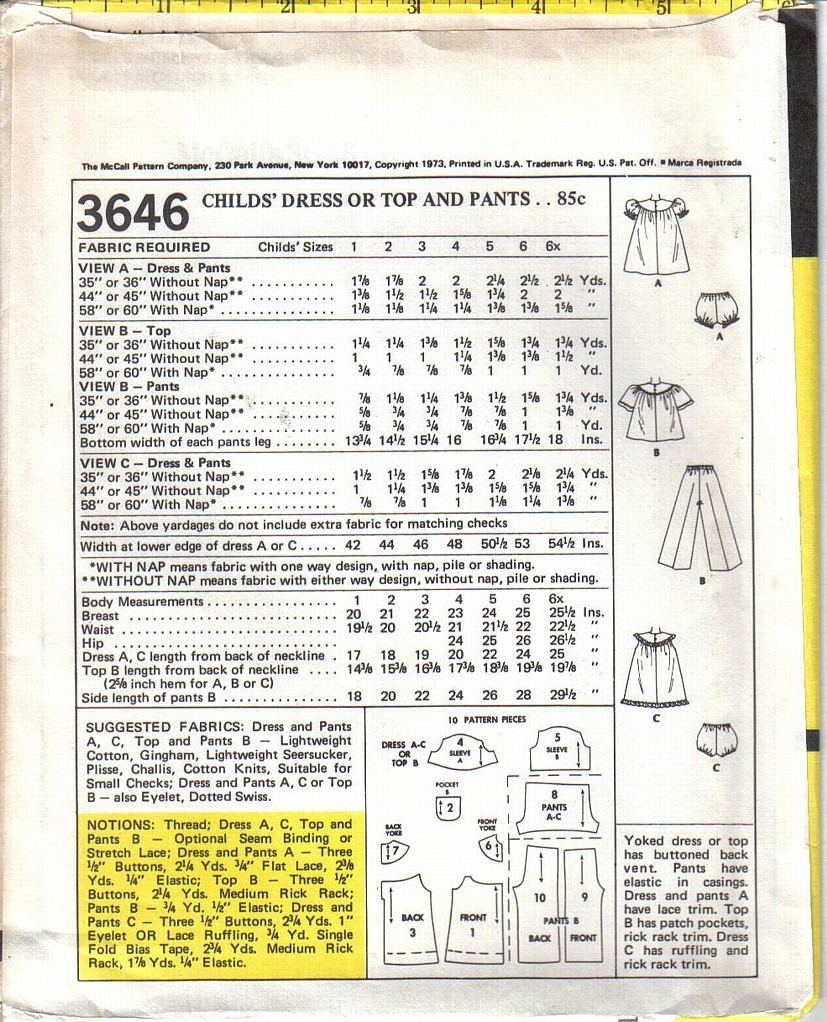 1 2 3 4 5 6
The McCall Pattern Company, 230 Park Avenue, New York 10017, Copyright 1973, Printed in U.S.A. Trademark Reg. U.S. Pat. Off. ■ Marca Registrada
3646 CHILDS' DRESS OR TOP AND PANTS . . 85c
FABRIC REQUIRED Childs' Sizes 1 2 3 4 5 6 6x
VIEW A — Dress & Pants
35" or 36" Without Nap** . . . . . . . . . . . 1⅞ 1⅞ 2 2 2¼ 2½ 2½ Yds.
44" or 45" Without Nap** . . . . . . . . . . . 1⅜ 1½ 1½ 1⅝ 1¾ 2 2 "
58" or 60" With Nap* . . . . . . . . . . . . . . . 1⅛ 1⅛ 1¼ 1¼ 1⅜ 1⅜ 1⅝ "
VIEW B — Top
35" or 36" Without Nap** . . . . . . . . . . . 1¼ 1¼ 1⅜ 1½ 1⅝ 1¾ 1¾ Yds.
44" or 45" Without Nap** . . . . . . . . . . . 1 1 1 1¼ 1⅜ 1⅜ 1½ "
58" or 60" With Nap* . . . . . . . . . . . . . . . ¾ ⅞ ⅞ ⅞ 1 1 1 Yd.
VIEW B — Pants
35" or 36" Without Nap** . . . . . . . . . . . ⅞ 1⅛ 1¼ 1⅜ 1½ 1⅝ 1¾ Yds.
44" or 45" Without Nap** . . . . . . . . . . . ⅝ ¾ ¾ ⅞ ⅞ 1 1⅜ "
58" or 60" With Nap* . . . . . . . . . . . . . . . ⅝ ¾ ¾ ⅞ ⅞ 1 1 Yd.
Bottom width of each pants leg . . . . . . . . 13¾ 14½ 15¼ 16 16¾ 17½ 18 Ins.
VIEW C — Dress & Pants
35" or 36" Without Nap** . . . . . . . . . . . 1½ 1½ 1⅝ 1⅞ 2 2⅛ 2¼ Yds.
44" or 45" Without Nap** . . . . . . . . . . . 1 1¼ 1⅜ 1⅜ 1⅝ 1⅝ 1¾ "
58" or 60" With Nap* . . . . . . . . . . . . . . . ⅞ ⅞ 1 1 1⅛ 1¼ 1⅜ "
Note: Above yardages do not include extra fabric for matching checks
Width at lower edge of dress A or C . . . . . 42 44 46 48 50½ 53 54½ Ins.
*WITH NAP means fabric with one way design, with nap, pile or shading.
**WITHOUT NAP means fabric with either way design, without nap, pile or shading.
Body Measurements . . . . . . . . . . . . . . . . . 1 2 3 4 5 6 6x
Breast . . . . . . . . . . . . . . . . . . . . . . . . . . . . 20 21 22 23 24 25 25½ Ins.
Waist . . . . . . . . . . . . . . . . . . . . . . . . . . . . 19½ 20 20½ 21 21½ 22 22½ "
Hip . . . . . . . . . . . . . . . . . . . . . . . . . . . . . 24 25 26 26½ "
Dress A, C length from back of neckline . 17 18 19 20 22 24 25 "
Top B length from back of neckline . . . . 14⅜ 15⅜ 16⅜ 17⅜ 18⅜ 19⅜ 19⅞ "
(2⅝ inch hem for A, B or C)
Side length of pants B . . . . . . . . . . . . . . . 18 20 22 24 26 28 29½ "
A
A
B
B
C
C
SUGGESTED FABRICS: Dress and Pants
A, C, Top and Pants B — Lightweight
Cotton, Gingham, Lightweight Seersucker,
Plisse, Challis, Cotton Knits, Suitable for
Small Checks; Dress and Pants A, C or Top
B — also Eyelet, Dotted Swiss.
NOTIONS: Thread; Dress A, C, Top and
Pants B — Optional Seam Binding or
Stretch Lace; Dress and Pants A — Three
½" Buttons, 2¼ Yds. ¾" Flat Lace, 2⅜
Yds. ¼" Elastic; Top B — Three ½"
Buttons, 2¼ Yds. Medium Rick Rack;
Pants B — ¾ Yd. ½" Elastic; Dress and
Pants C — Three ½" Buttons, 2¾ Yds. 1"
Eyelet OR Lace Ruffling, ¾ Yd. Single
Fold Bias Tape, 2¾ Yds. Medium Rick
Rack, 1⅞ Yds. ¼" Elastic.
10 PATTERN PIECES
DRESS A-C
OR
TOP B
4
SLEEVE
A
5
SLEEVE
B
POCKET
B
2
8
PANTS
A-C
BACK
YOKE
7
FRONT
YOKE
6
BACK
3
FRONT
1
10 9
PANTS B
BACK FRONT
Yoked dress or top
has buttoned back
vent. Pants have
elastic in casings.
Dress and pants A
have lace trim. Top
B has patch pockets,
rick rack trim. Dress
C has ruffling and
rick rack trim.